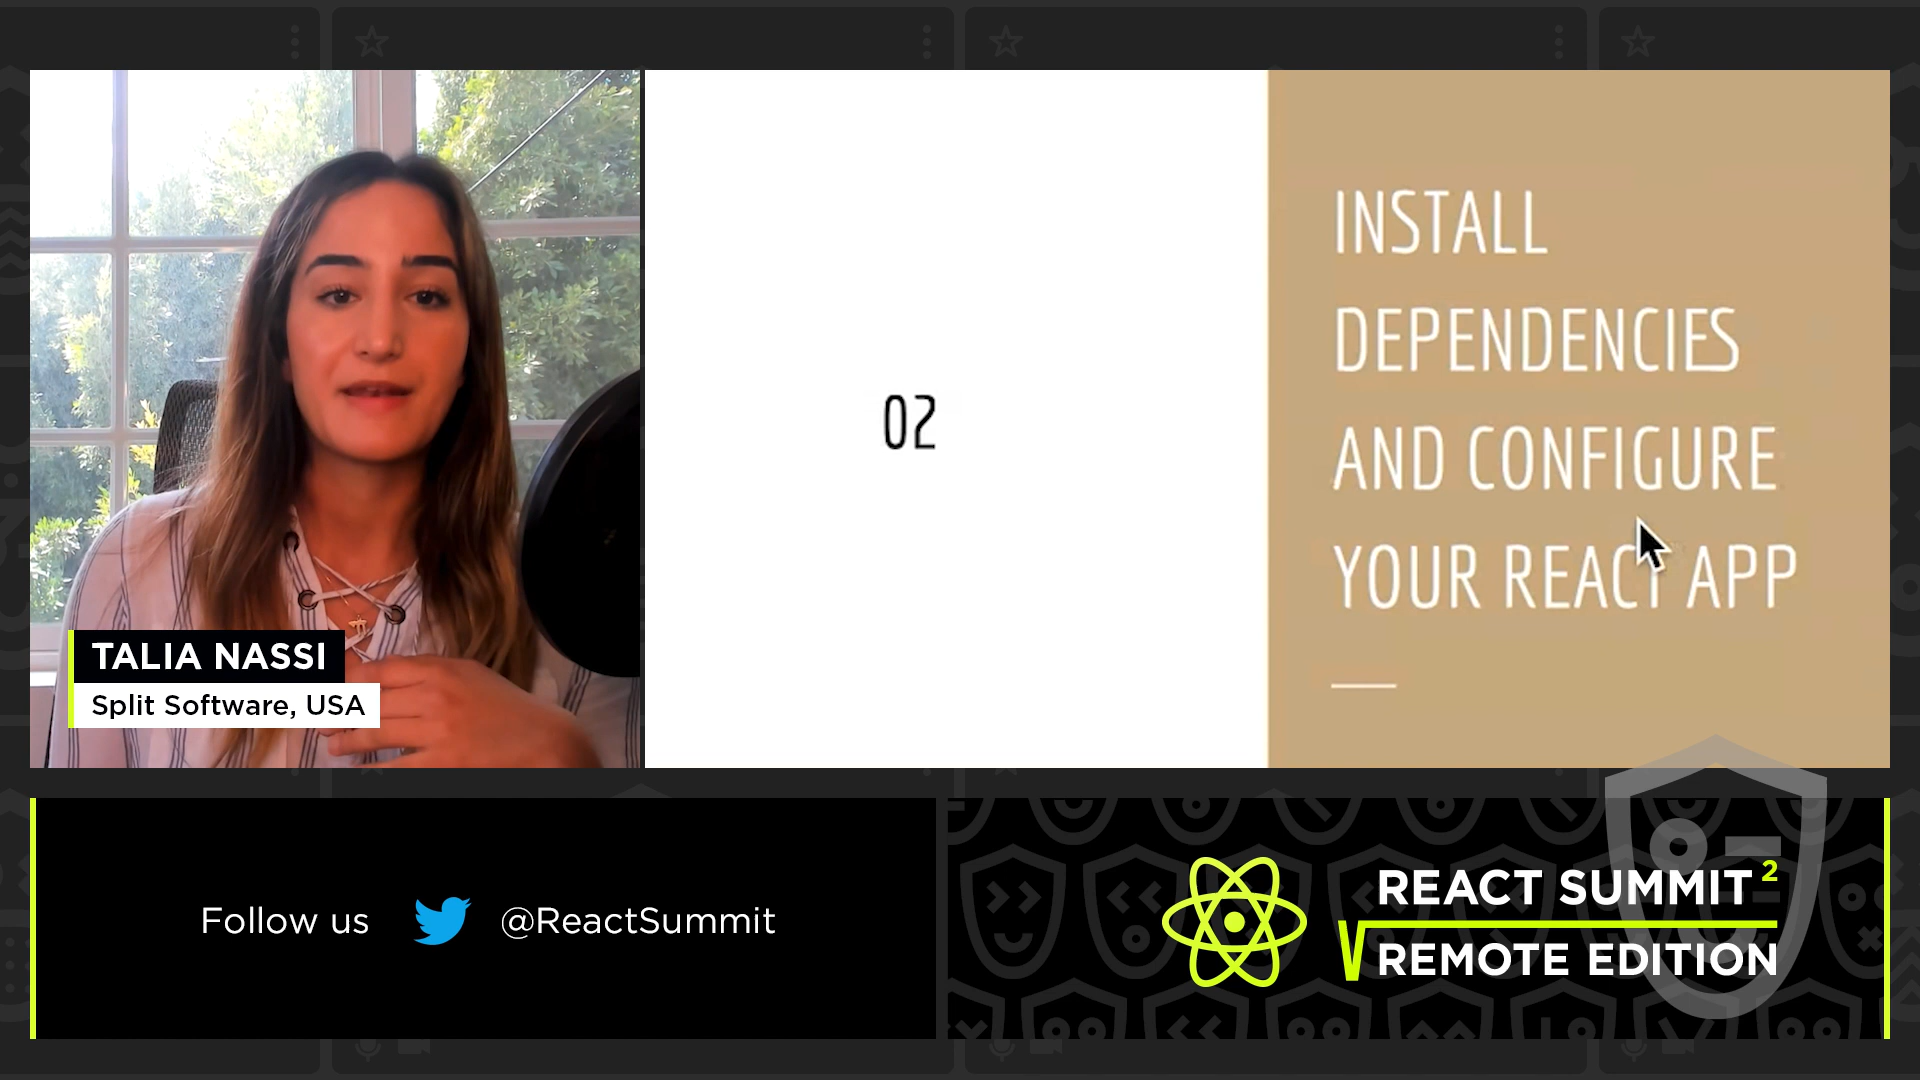 TALIA NASSI
Split Software, USA
02
INSTALL
DEPENDENCIES
AND CONFIGURE
YOUR REACT APP
Follow us @ReactSummit
REACT SUMMIT 2
REMOTE EDITION